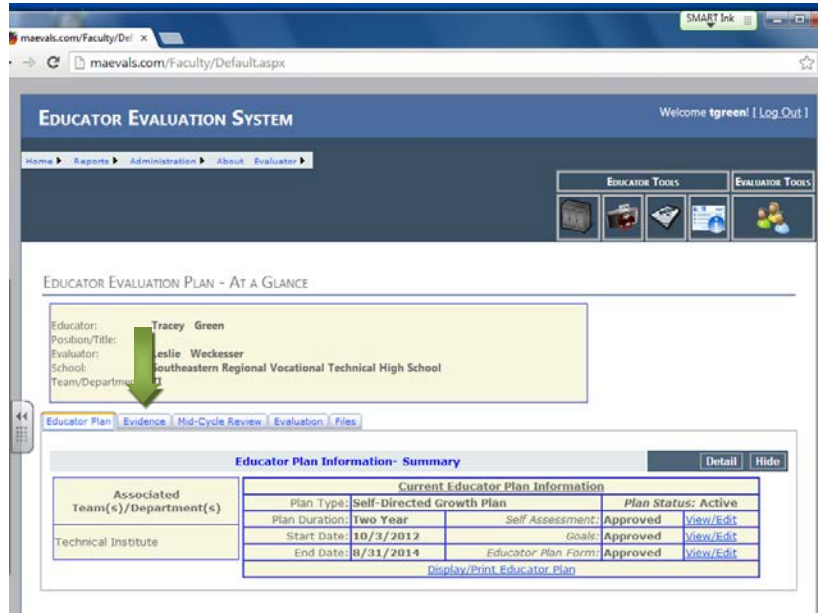 SMART Ink
maevals.com/Faculty/Def ×
maevals.com/Faculty/Default.aspx
EDUCATOR EVALUATION SYSTEM
Welcome tgreen! [ Log Out ]
Home Reports Administration About Evaluator
EDUCATOR TOOLS EVALUATOR TOOLS
EDUCATOR EVALUATION PLAN - AT A GLANCE
Educator: Tracey Green
Position/Title:
Evaluator: Leslie Weckesser
School: Southeastern Regional Vocational Technical High School
Educator Plan Evidence Mid-Cycle Review Evaluation Files
Educator Plan Information- Summary Detail Hide
Associated
Team(s)/Department(s)
Technical Institute
Current Educator Plan Information
Plan Type: Self-Directed Growth Plan Plan Status: Active
Plan Duration: Two Year Self Assessment: Approved View/Edit
Start Date: 10/3/2012 Goals: Approved View/Edit
End Date: 8/31/2014 Educator Plan Form: Approved View/Edit
Display/Print Educator Plan